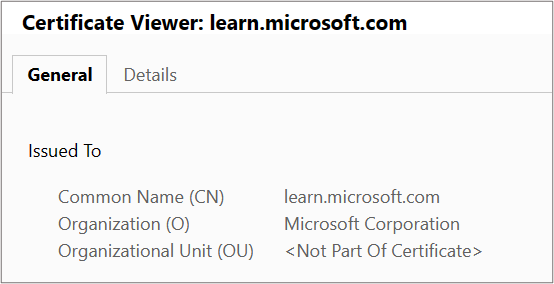 Certificate Viewer: learn.microsoft.com
General Details
Issued To
Common Name (CN) learn.microsoft.com
Organization (O) Microsoft Corporation
Organizational Unit (OU) <Not Part Of Certificate>